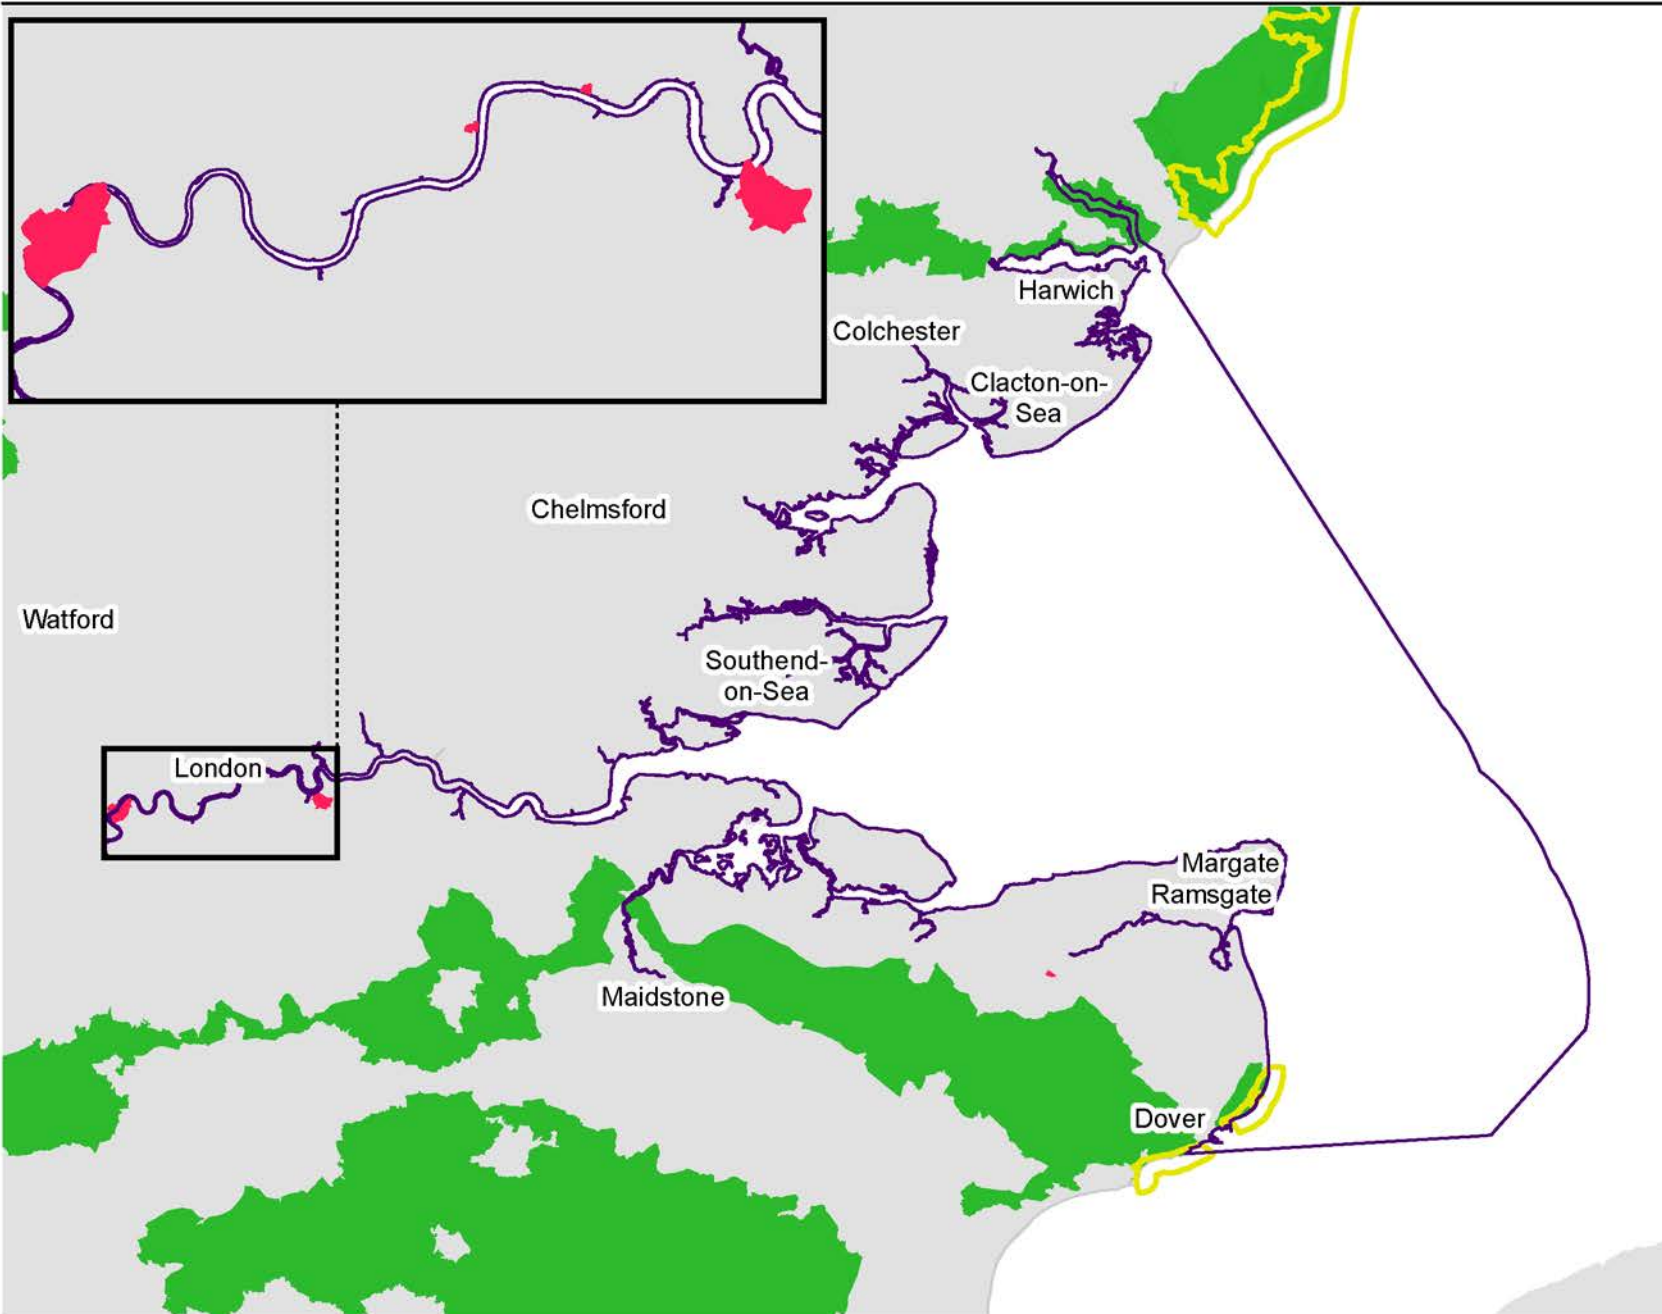 Harwich
Colchester
Clacton-on-
Sea
Chelmsford
Watford
Southend-
on-Sea
London
Margate
Ramsgate
Maidstone
Dover